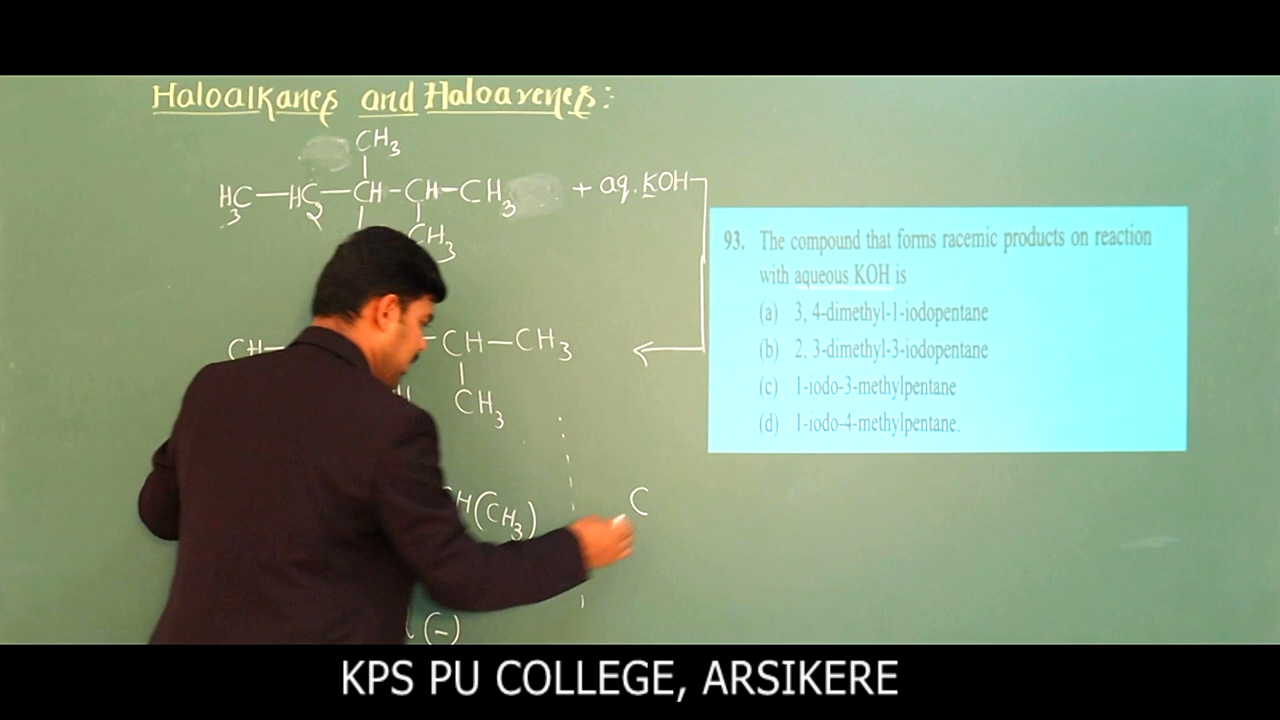 Haloalkanes and Haloarenes:
CH3
H3C—H2C—CH-CH-CH3 + aq. KOH
CH3
CH CH—CH3
CH3
CH(CH3) C
(-)
93. The compound that forms racemic products on reaction
with aqueous KOH is
(a) 3, 4-dimethyl-1-iodopentane
(b) 2, 3-dimethyl-3-iodopentane
(c) 1-iodo-3-methylpentane
(d) 1-iodo-4-methylpentane.
KPS PU COLLEGE, ARSIKERE